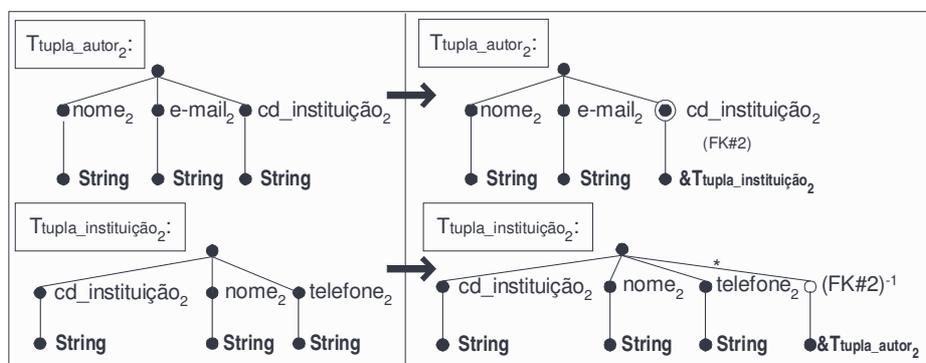 Ttupla_autor2: Ttupla_autor2:
nome2 e-mail2 cd_instituição2 nome2 e-mail2 cd_instituição2
(FK#2)
String String String String String &Ttupla_instituição2
Ttupla_instituição2: Ttupla_instituição2:
*
cd_instituição2 nome2 telefone2 cd_instituição2 nome2 telefone2 (FK#2)-1
String String String String String String &Ttupla_autor2